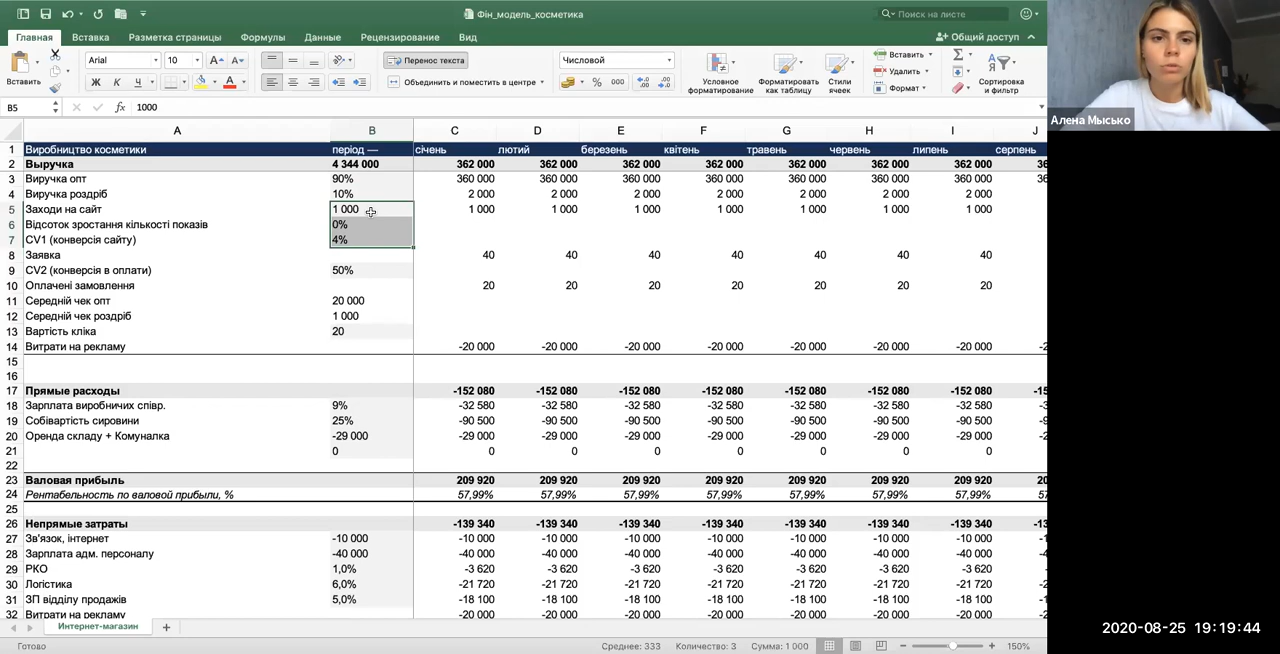 Фін_модель_косметика
Поиск на листе
Главная Вставка Разметка страницы Формулы Данные Рецензирование Вид Общий доступ
Вставить Arial 10 Перенос текста Числовой Вставить
Ж К Ч Объединить и поместить в центре % 000 Условное форматирование Форматировать как таблицу Стили ячеек Удалить Формат Сортировка и фильтр
B5 fx 1000
A B C D E F G H I J
1 Виробництво косметики період — січень лютий березень квітень травень червень липень серпень
2 Выручка 4 344 000 362 000 362 000 362 000 362 000 362 000 362 000 362 000 36
3 Виручка опт 90% 360 000 360 000 360 000 360 000 360 000 360 000 360 000 36
4 Виручка роздріб 10% 2 000 2 000 2 000 2 000 2 000 2 000 2 000
5 Заходи на сайт 1 000 1 000 1 000 1 000 1 000 1 000 1 000 1 000
6 Відсоток зростання кількості показів 0%
7 CV1 (конверсія сайту) 4%
8 Заявка 40 40 40 40 40 40 40
9 CV2 (конверсія в оплати) 50%
10 Оплачені замовлення 20 20 20 20 20 20 20
11 Середній чек опт 20 000
12 Середній чек роздріб 1 000
13 Вартість кліка 20
14 Витрати на рекламу -20 000 -20 000 -20 000 -20 000 -20 000 -20 000 -20 000 -2
15
16
17 Прямые расходы -152 080 -152 080 -152 080 -152 080 -152 080 -152 080 -152 080 -15
18 Зарплата виробничих співр. 9% -32 580 -32 580 -32 580 -32 580 -32 580 -32 580 -32 580 -3
19 Собівартість сировини 25% -90 500 -90 500 -90 500 -90 500 -90 500 -90 500 -90 500 -9
20 Оренда складу + Комуналка -29 000 -29 000 -29 000 -29 000 -29 000 -29 000 -29 000 -29 000 -2
21 0 0 0 0 0 0 0 0
22
23 Валовая прибыль 209 920 209 920 209 920 209 920 209 920 209 920 209 920 20
24 Рентабельность по валовой прибыли, % 57,99% 57,99% 57,99% 57,99% 57,99% 57,99% 57,99% 57
25
26 Непрямые затраты -139 340 -139 340 -139 340 -139 340 -139 340 -139 340 -139 340 -13
27 Зв'язок, інтернет -10 000 -10 000 -10 000 -10 000 -10 000 -10 000 -10 000 -10 000 -1
28 Зарплата адм. персоналу -40 000 -40 000 -40 000 -40 000 -40 000 -40 000 -40 000 -40 000 -4
29 РКО 1,0% -3 620 -3 620 -3 620 -3 620 -3 620 -3 620 -3 620 -
30 Логістика 6,0% -21 720 -21 720 -21 720 -21 720 -21 720 -21 720 -21 720 -2
31 ЗП відділу продажів 5,0% -18 100 -18 100 -18 100 -18 100 -18 100 -18 100 -18 100 -1
32 Витрати на рекламу -20 000 -20 000 -20 000 -20 000 -20 000 -20 000 -20 000 -2
Интернет-магазин
Готово Среднее: 333 Количество: 3 Сумма: 1 000 150%
Алена Мысько
2020-08-25 19:19:44